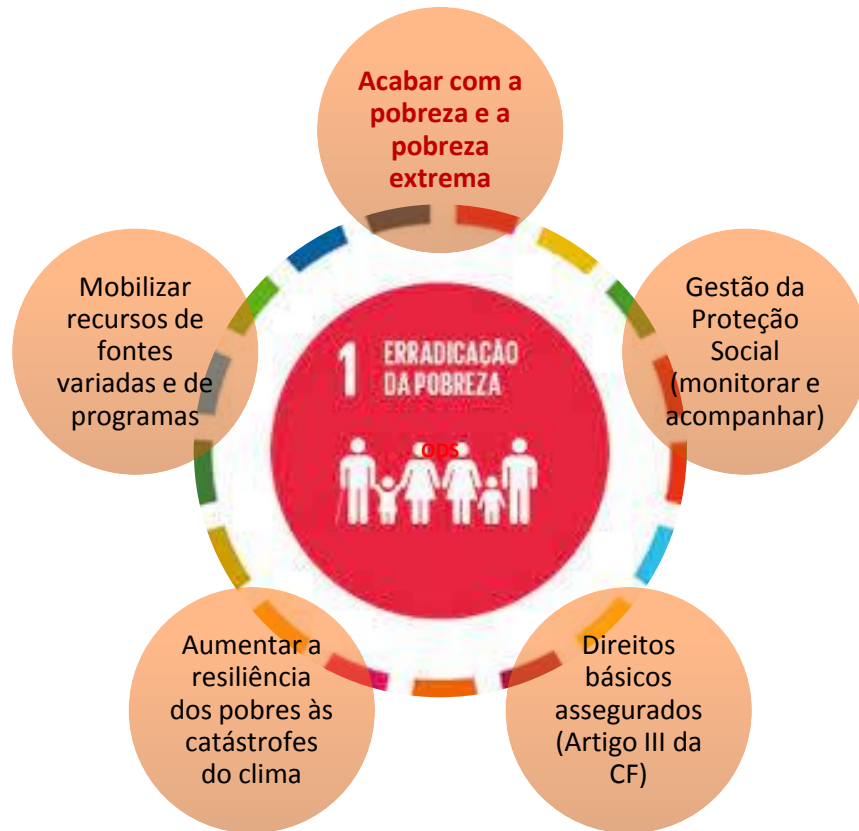 Acabar com a
pobreza e a
pobreza
extrema
Gestão da
Proteção
Social
(monitorar e
acompanhar)
Direitos
básicos
assegurados
(Artigo III da
CF)
Aumentar a
resiliência
dos pobres às
catástrofes
do clima
Mobilizar
recursos de
fontes
variadas e de
programas
1 ERRADICAÇÃO
DA POBREZA
ODS